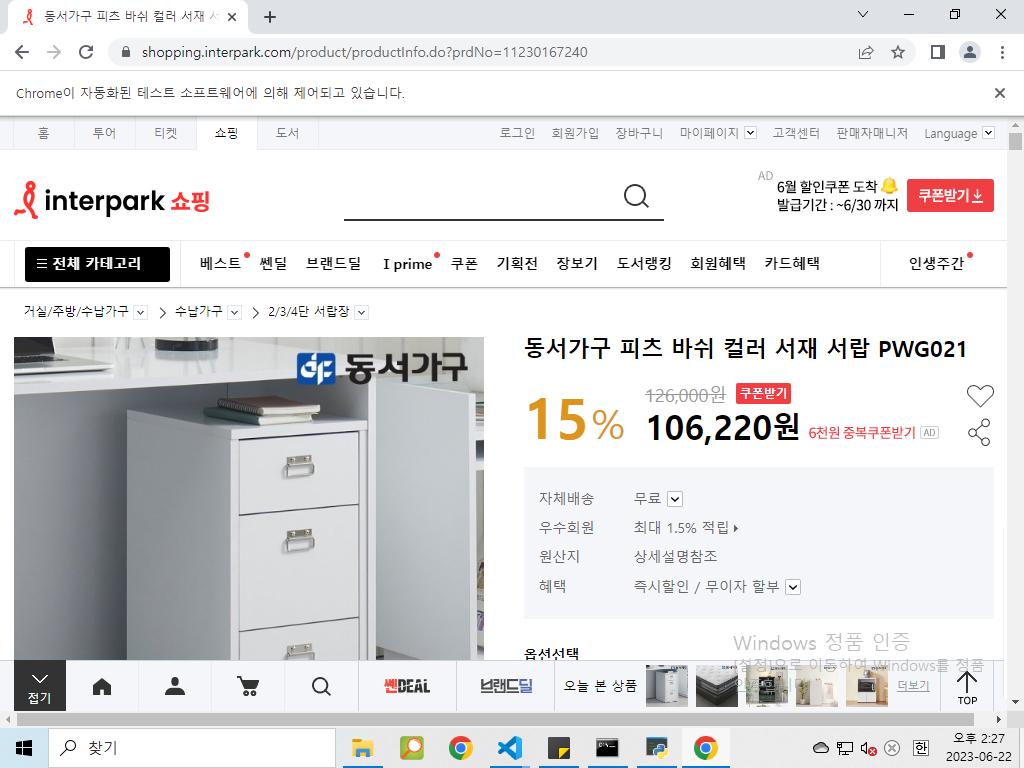 동서가구 피츠 바쉬 컬러 서재 서
shopping.interpark.com/product/productInfo.do?prdNo=11230167240
Chrome이 자동화된 테스트 소프트웨어에 의해 제어되고 있습니다.
홈 투어 티켓 쇼핑 도서 로그인 회원가입 장바구니 마이페이지 고객센터 판매자매니저 Language
interpark 쇼핑
AD
6월 할인쿠폰 도착
발급기간 : ~6/30 까지
쿠폰받기
전체 카테고리 베스트 쎈딜 브랜드딜 I prime 쿠폰 기획전 장보기 도서랭킹 회원혜택 카드혜택 인생주간
거실/주방/수납가구 수납가구 2/3/4단 서랍장
동서가구
동서가구 피츠 바쉬 컬러 서재 서랍 PWG021
126,000원 쿠폰받기
15% 106,220원 6천원 중복쿠폰받기 AD
자체배송 무료
우수회원 최대 1.5% 적립
원산지 상세설명참조
혜택 즉시할인 / 무이자 할부
옵션선택
Windows 정품 인증
[설정]으로 이동하여 Windows를 정품
접기 쎈DEAL 브랜드딜 오늘 본 상품 더보기 TOP
찾기
한
오후 2:27
2023-06-22